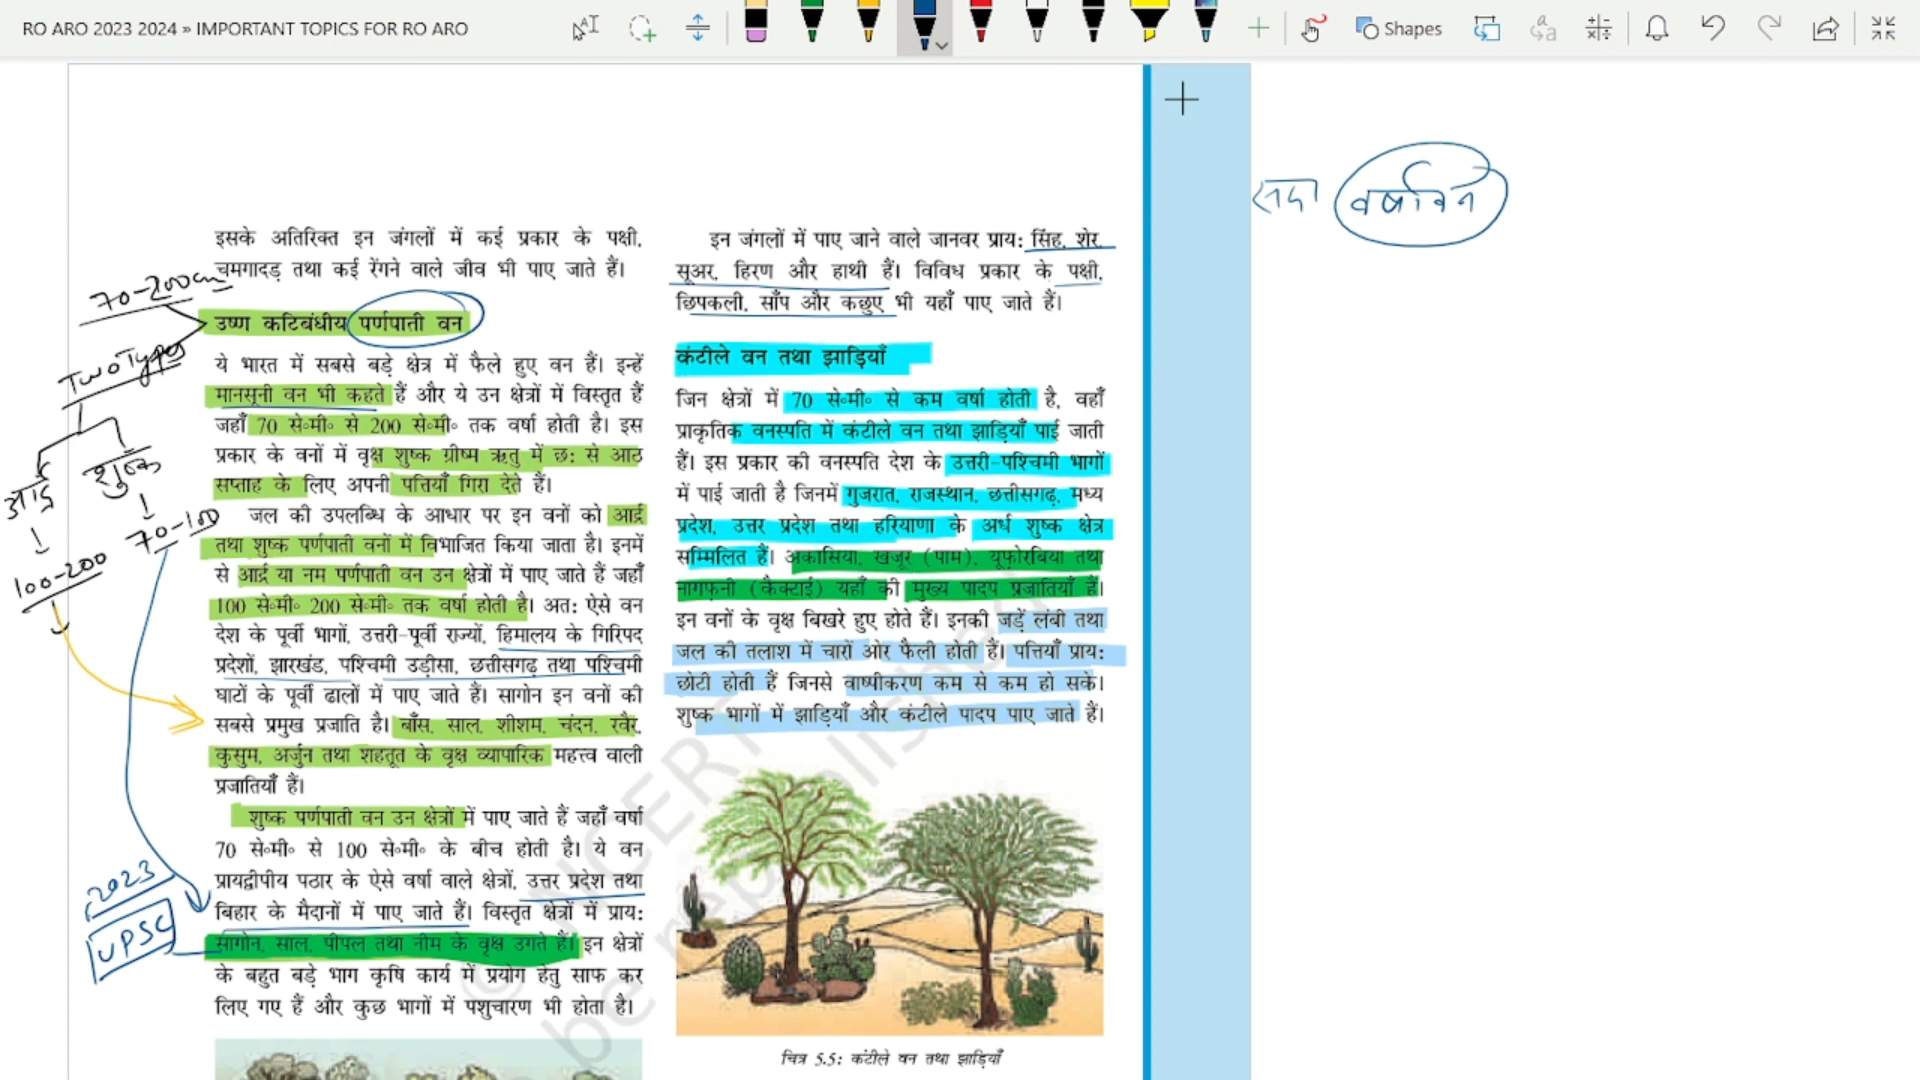 RO ARO 2023 2024 » IMPORTANT TOPICS FOR RO ARO
Shapes
इसके अतिरिक्त इन जंगलों में कई प्रकार के पक्षी,
चमगादड़ तथा कई रेंगने वाले जीव भी पाए जाते हैं।
70-200cm
उष्ण कटिबंधीय पर्णपाती वन
ये भारत में सबसे बड़े क्षेत्र में फैले हुए वन हैं। इन्हें
मानसूनी वन भी कहते हैं और ये उन क्षेत्रों में विस्तृत हैं
जहाँ 70 से॰मी॰ से 200 से॰मी॰ तक वर्षा होती है। इस
प्रकार के वनों में वृक्ष शुष्क ग्रीष्म ऋतु में छ: से आठ
सप्ताह के लिए अपनी पत्तियाँ गिरा देते हैं।
जल की उपलब्धि के आधार पर इन वनों को आर्द्र
तथा शुष्क पर्णपाती वनों में विभाजित किया जाता है। इनमें
से आर्द्र या नम पर्णपाती वन उन क्षेत्रों में पाए जाते हैं जहाँ
100 से॰मी॰ 200 से॰मी॰ तक वर्षा होती है। अत: ऐसे वन
देश के पूर्वी भागों, उत्तरी-पूर्वी राज्यों, हिमालय के गिरिपद
प्रदेशों, झारखंड, पश्चिमी उड़ीसा, छत्तीसगढ़ तथा पश्चिमी
घाटों के पूर्वी ढालों में पाए जाते हैं। सागोन इन वनों की
सबसे प्रमुख प्रजाति है। बाँस, साल, शीशम, चंदन, रवैर,
कुसुम, अर्जुन तथा शहतूत के वृक्ष व्यापारिक महत्त्व वाली
प्रजातियाँ हैं।
शुष्क पर्णपाती वन उन क्षेत्रों में पाए जाते हैं जहाँ वर्षा
70 से॰मी॰ से 100 से॰मी॰ के बीच होती है। ये वन
प्रायद्वीपीय पठार के ऐसे वर्षा वाले क्षेत्रों, उत्तर प्रदेश तथा
बिहार के मैदानों में पाए जाते हैं। विस्तृत क्षेत्रों में प्राय:
सागोन, साल, पीपल तथा नीम के वृक्ष उगते हैं। इन क्षेत्रों
के बहुत बड़े भाग कृषि कार्य में प्रयोग हेतु साफ कर
लिए गए हैं और कुछ भागों में पशुचारण भी होता है।
Two Types
आर्द्र
शुष्क
70-100
100-200
2023
UPSC
इन जंगलों में पाए जाने वाले जानवर प्राय: सिंह, शेर,
सूअर, हिरण और हाथी हैं। विविध प्रकार के पक्षी,
छिपकली, साँप और कछुए भी यहाँ पाए जाते हैं।
कंटीले वन तथा झाड़ियाँ
जिन क्षेत्रों में 70 से॰मी॰ से कम वर्षा होती है, वहाँ
प्राकृतिक वनस्पति में कंटीले वन तथा झाड़ियाँ पाई जाती
हैं। इस प्रकार की वनस्पति देश के उत्तरी-पश्चिमी भागों
में पाई जाती है जिनमें गुजरात, राजस्थान, छत्तीसगढ़, मध्य
प्रदेश, उत्तर प्रदेश तथा हरियाणा के अर्ध शुष्क क्षेत्र
सम्मिलित हैं। अकासिया, खजूर (पाम), यूफ़ोरबिया तथा
नागफ़नी (कैक्टाई) यहाँ की मुख्य पादप प्रजातियाँ हैं।
इन वनों के वृक्ष बिखरे हुए होते हैं। इनकी जड़ें लंबी तथा
जल की तलाश में चारों ओर फैली होती हैं। पत्तियाँ प्राय:
छोटी होती हैं जिनसे वाष्पीकरण कम से कम हो सके।
शुष्क भागों में झाड़ियाँ और कंटीले पादप पाए जाते हैं।
चित्र 5.5: कंटीले वन तथा झाड़ियाँ
सदा वर्षावन
© NCERT
be republished